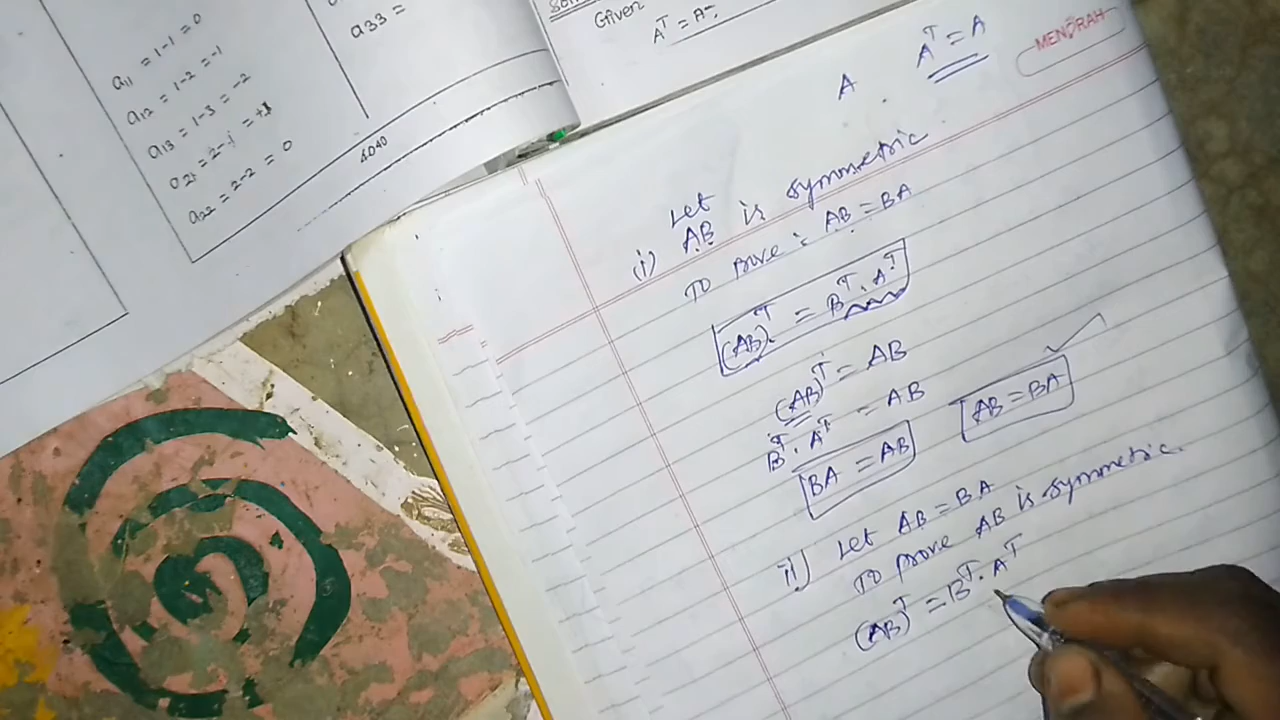 a11 = 1-1 = 0
a12 = 1-2 = -1
a13 = 1-3 = -2
a21 = 2-1 = +1
a22 = 2-2 = 0
a33 =
4040
Given
A^T = A
MENORAH
A A^T = A
Let
(i) AB is symmetric
To prove : AB = BA
(AB)^T = B^T . A^T
(AB)^T = AB
B^T . A^T = AB
BA = AB
AB = BA
ii) Let AB = BA
To prove AB is symmetric.
(AB)^T = B^T . A^T